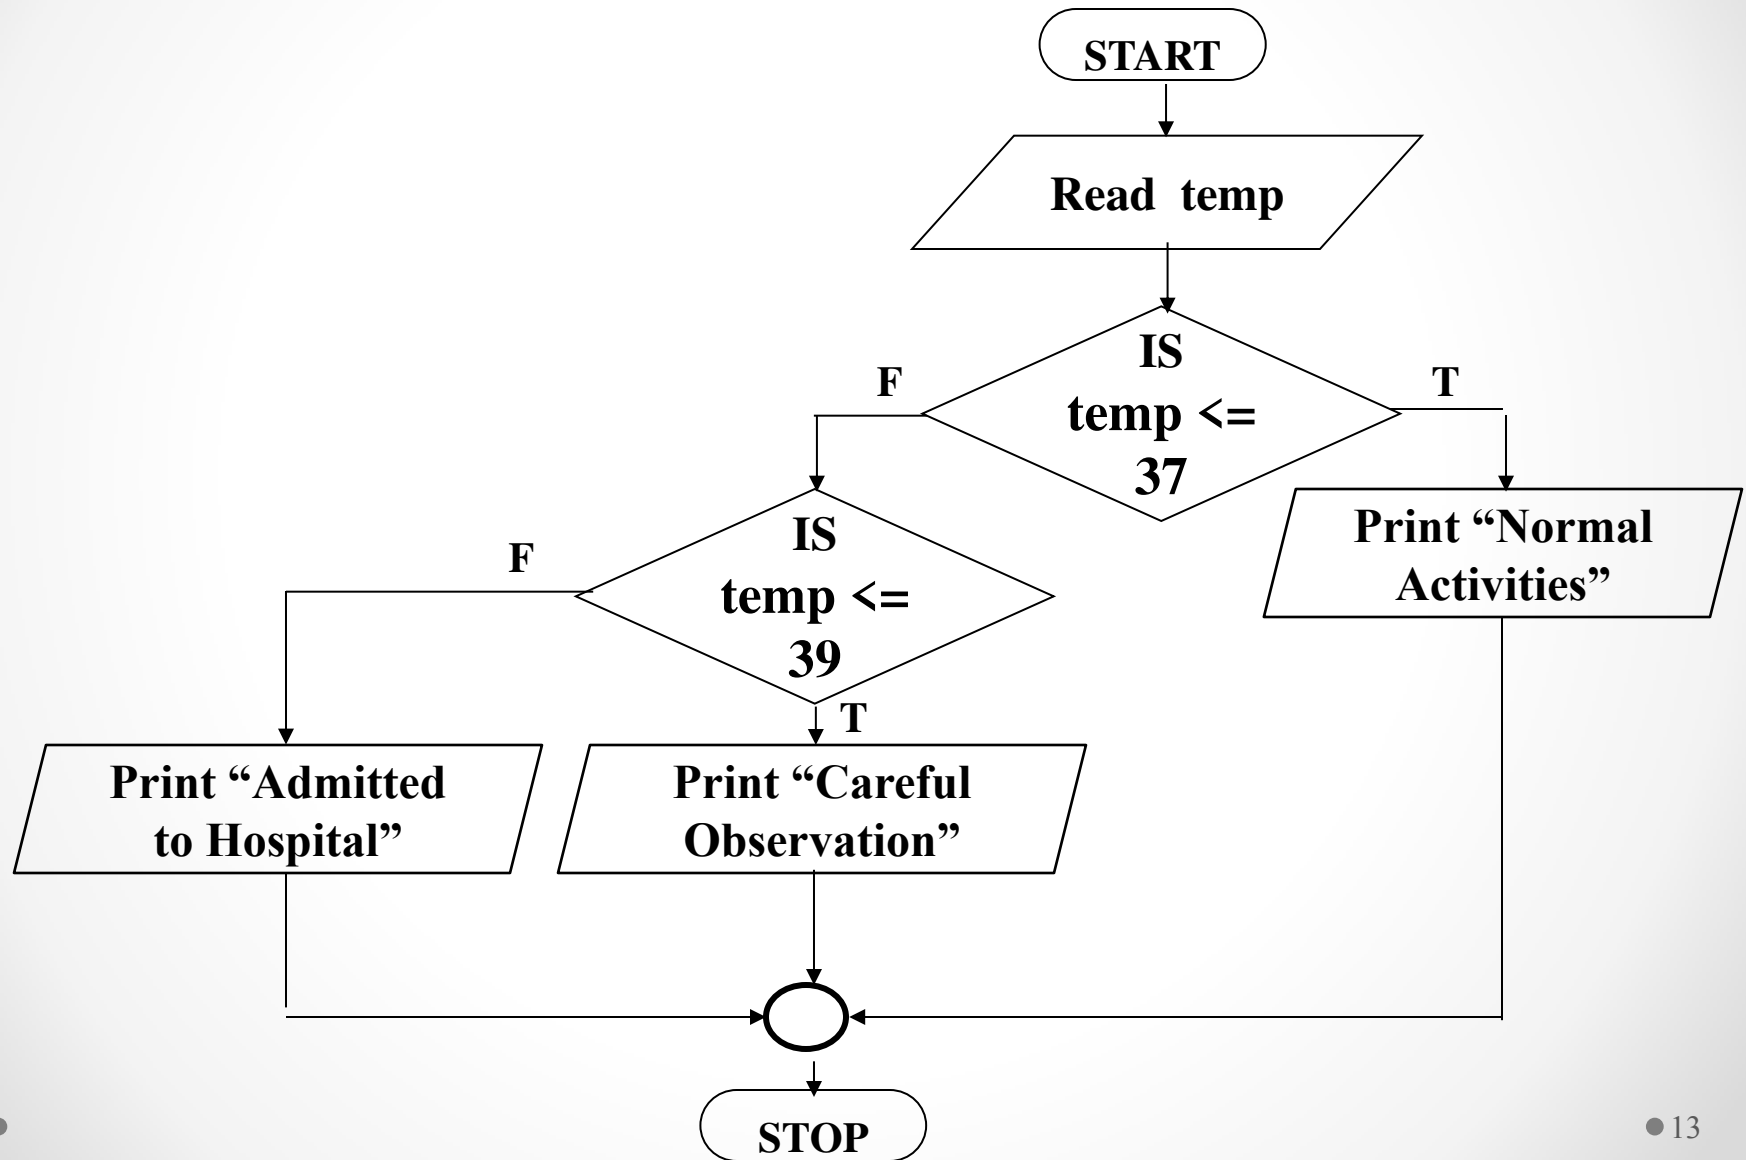 START
Read temp
IS
temp <=
37
F
T
Print “Normal
Activities”
IS
temp <=
39
F
T
Print “Admitted
to Hospital”
Print “Careful
Observation”
STOP
13